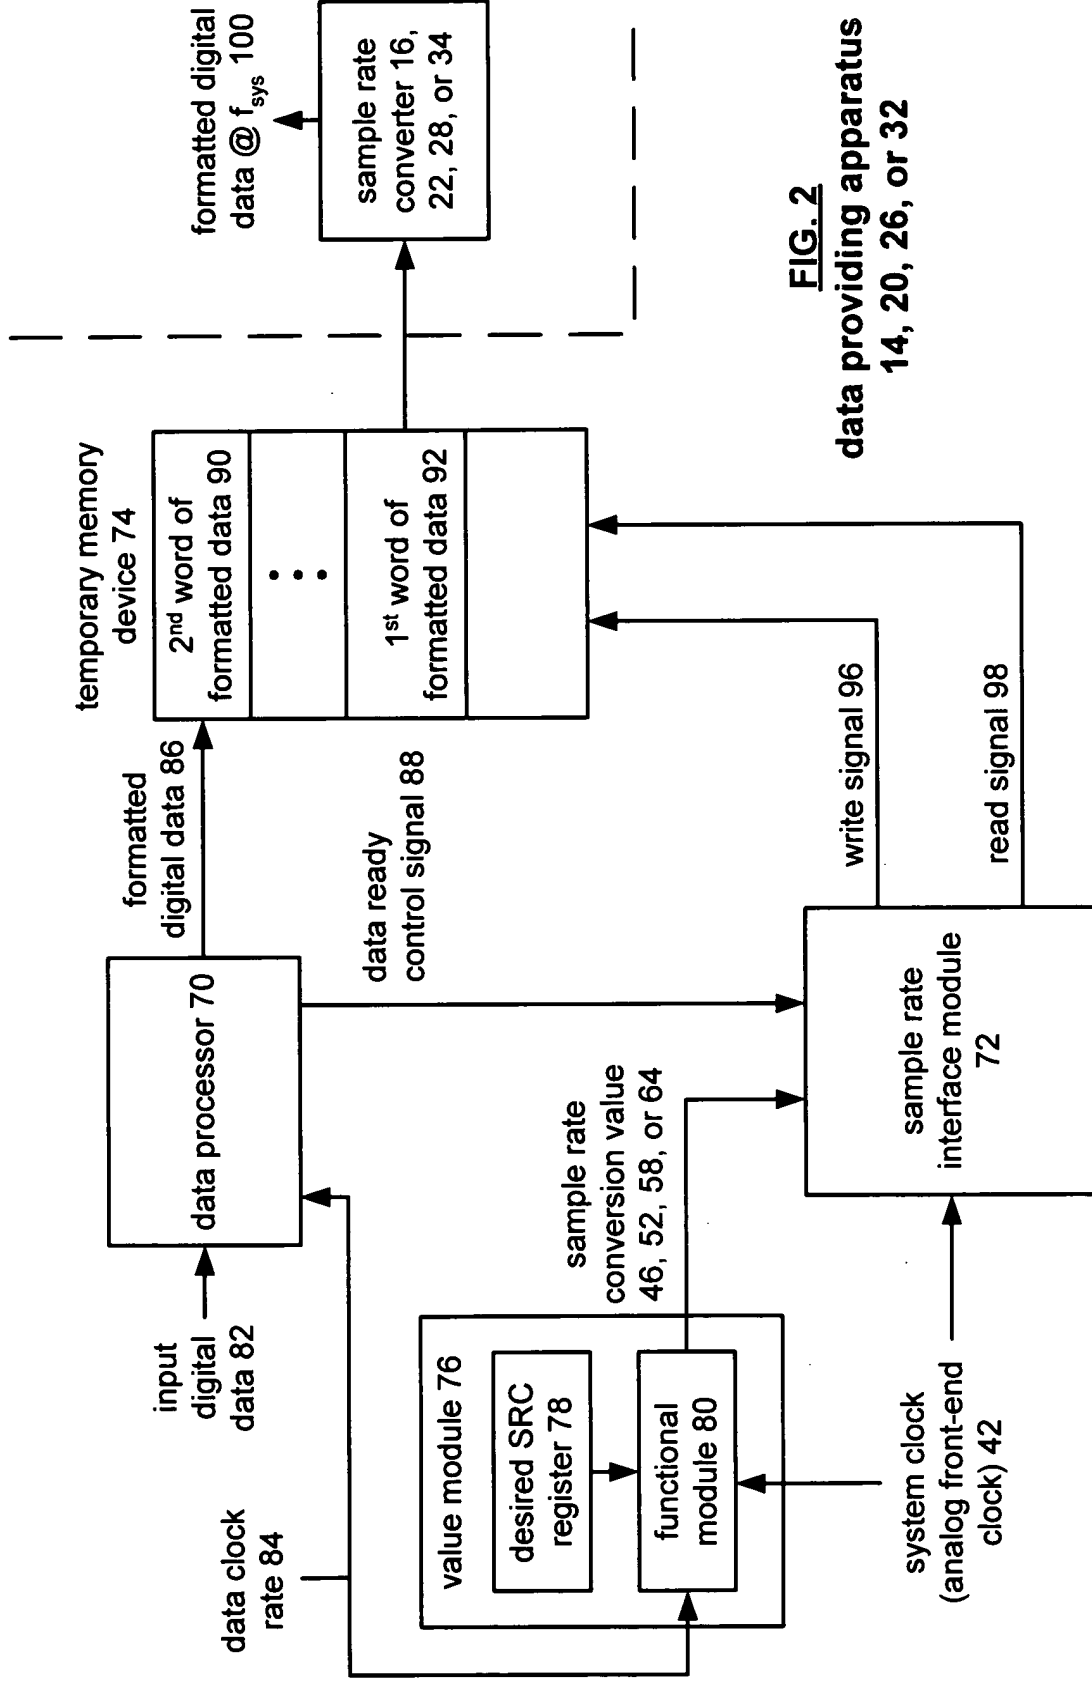 data clock
rate 84
input
digital
data 82
data processor 70
formatted
digital data 86
temporary memory
device 74
2nd word of
formatted data 90
1st word of
formatted data 92
formatted digital
data @ fsys 100
sample rate
converter 16,
22, 28, or 34
data ready
control signal 88
value module 76
desired SRC
register 78
functional
module 80
sample rate
conversion value
46, 52, 58, or 64
system clock
(analog front-end
clock) 42
sample rate
interface module
72
write signal 96
read signal 98
FIG. 2
data providing apparatus
14, 20, 26, or 32